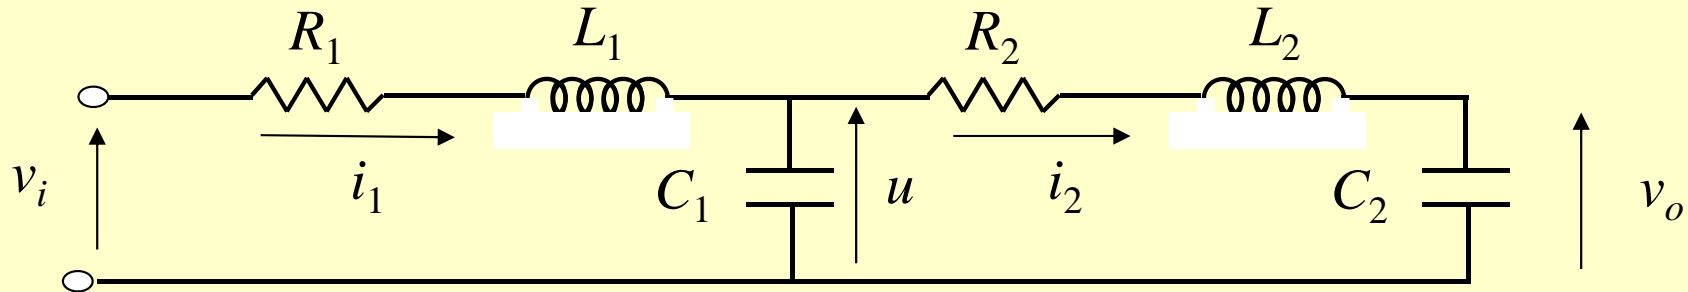 R₁ L₁ R₂ L₂
vᵢ i₁ C₁ u i₂ C₂ vₒ